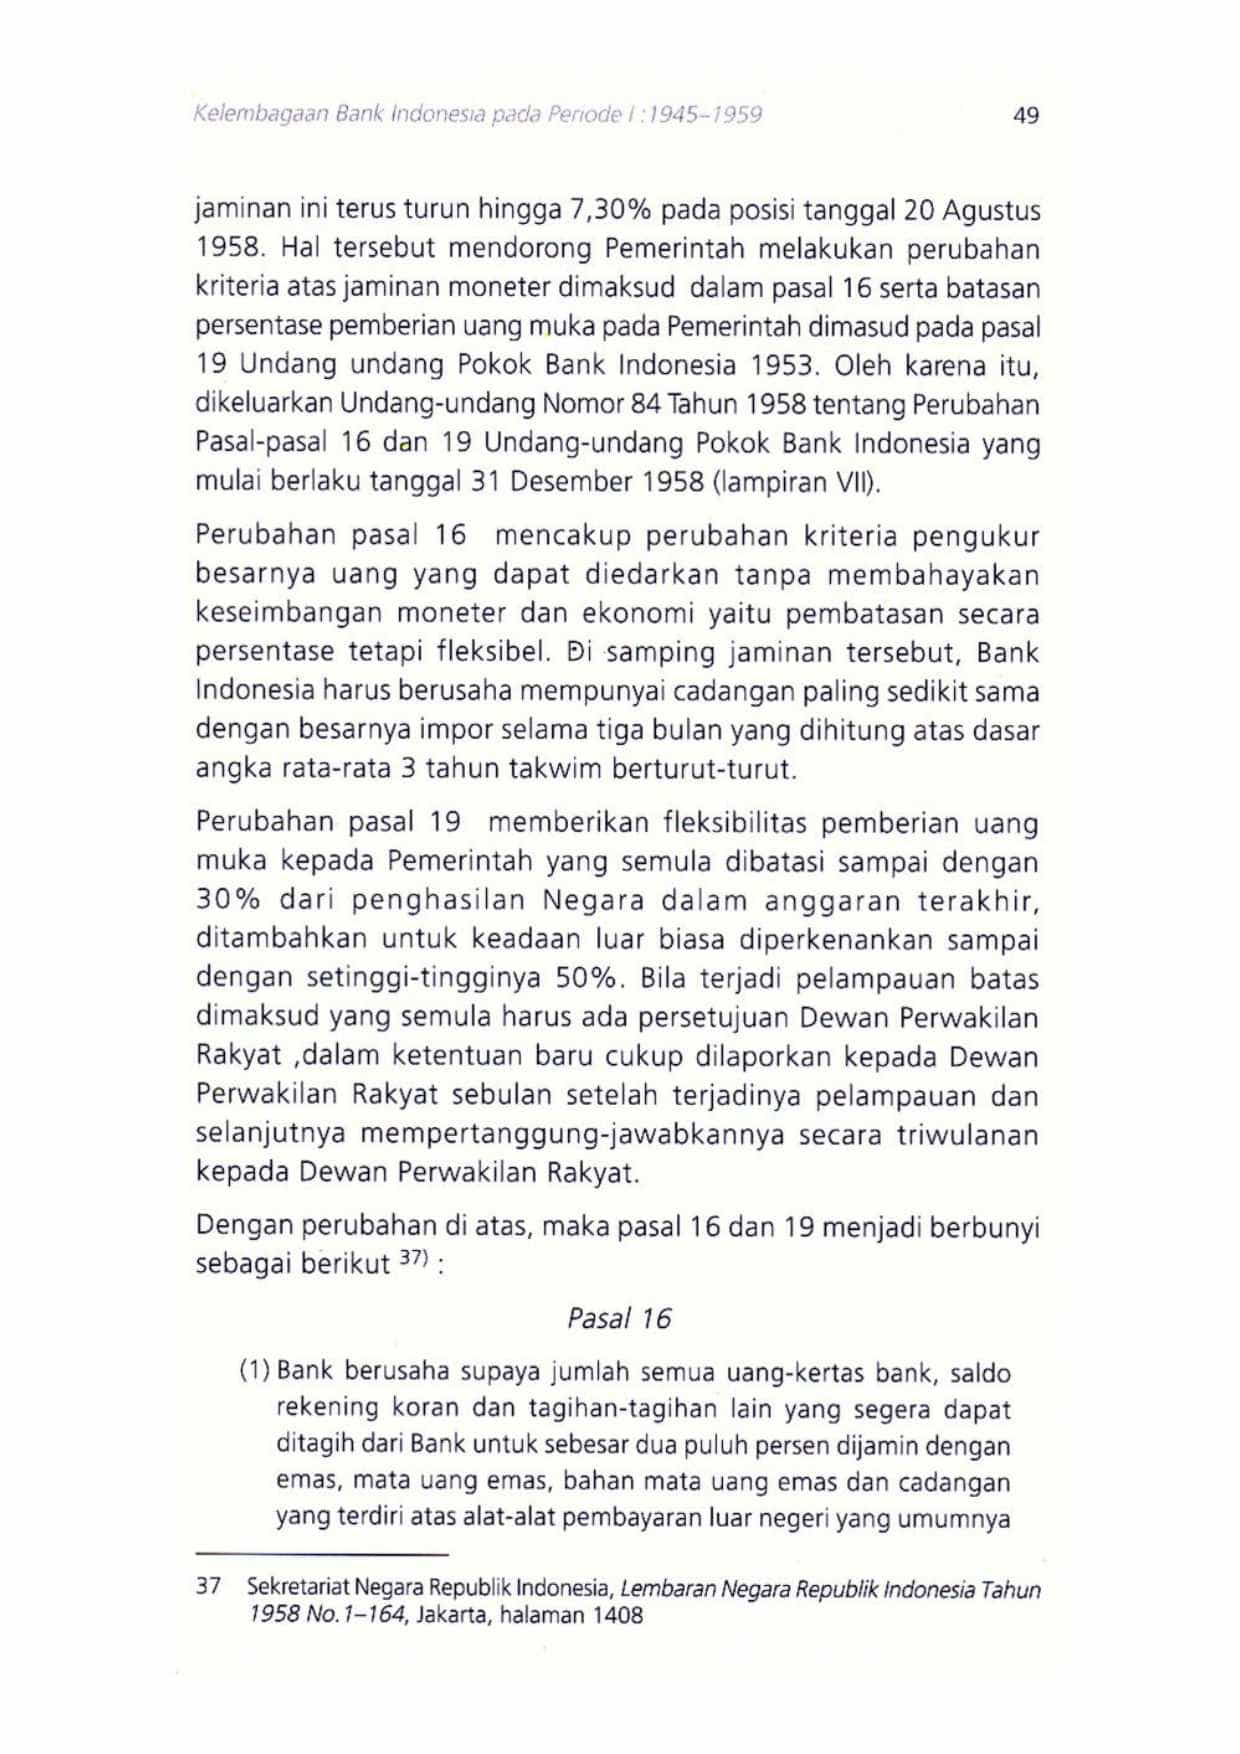 Kelembagaan Bank Indonesia pada Periode I : 1945–1959 49
jaminan ini terus turun hingga 7,30% pada posisi tanggal 20 Agustus
1958. Hal tersebut mendorong Pemerintah melakukan perubahan
kriteria atas jaminan moneter dimaksud dalam pasal 16 serta batasan
persentase pemberian uang muka pada Pemerintah dimasud pada pasal
19 Undang undang Pokok Bank Indonesia 1953. Oleh karena itu,
dikeluarkan Undang-undang Nomor 84 Tahun 1958 tentang Perubahan
Pasal-pasal 16 dan 19 Undang-undang Pokok Bank Indonesia yang
mulai berlaku tanggal 31 Desember 1958 (lampiran VII).
Perubahan pasal 16 mencakup perubahan kriteria pengukur
besarnya uang yang dapat diedarkan tanpa membahayakan
keseimbangan moneter dan ekonomi yaitu pembatasan secara
persentase tetapi fleksibel. Di samping jaminan tersebut, Bank
Indonesia harus berusaha mempunyai cadangan paling sedikit sama
dengan besarnya impor selama tiga bulan yang dihitung atas dasar
angka rata-rata 3 tahun takwim berturut-turut.
Perubahan pasal 19 memberikan fleksibilitas pemberian uang
muka kepada Pemerintah yang semula dibatasi sampai dengan
30% dari penghasilan Negara dalam anggaran terakhir,
ditambahkan untuk keadaan luar biasa diperkenankan sampai
dengan setinggi-tingginya 50%. Bila terjadi pelampauan batas
dimaksud yang semula harus ada persetujuan Dewan Perwakilan
Rakyat ,dalam ketentuan baru cukup dilaporkan kepada Dewan
Perwakilan Rakyat sebulan setelah terjadinya pelampauan dan
selanjutnya mempertanggung-jawabkannya secara triwulanan
kepada Dewan Perwakilan Rakyat.
Dengan perubahan di atas, maka pasal 16 dan 19 menjadi berbunyi
sebagai berikut 37) :
Pasal 16
(1) Bank berusaha supaya jumlah semua uang-kertas bank, saldo
rekening koran dan tagihan-tagihan lain yang segera dapat
ditagih dari Bank untuk sebesar dua puluh persen dijamin dengan
emas, mata uang emas, bahan mata uang emas dan cadangan
yang terdiri atas alat-alat pembayaran luar negeri yang umumnya
37 Sekretariat Negara Republik Indonesia, Lembaran Negara Republik Indonesia Tahun
1958 No. 1–164, Jakarta, halaman 1408